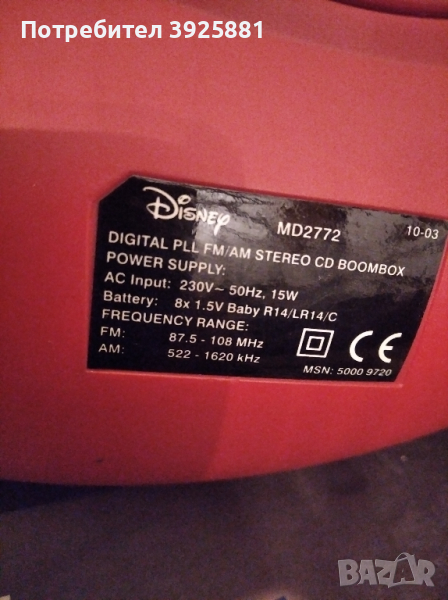 Потребител 3925881
Disney
MD2772
10-03
DIGITAL PLL FM/AM STEREO CD BOOMBOX
POWER SUPPLY:
AC Input: 230V~ 50Hz, 15W
Battery: 8x 1.5V Baby R14/LR14/C
FREQUENCY RANGE:
FM: 87.5 - 108 MHz
AM: 522 - 1620 kHz
CE
MSN: 5000 9720
BAZAR